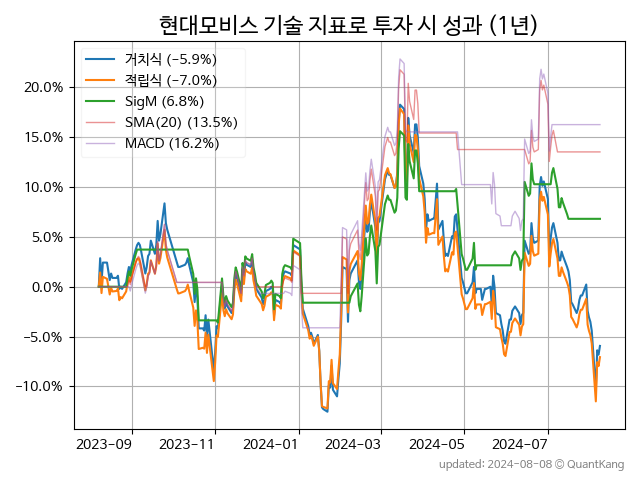 현대모비스 기술 지표로 투자 시 성과 (1년)
거치식 (−5.9%)
적립식 (−7.0%)
SigM (6.8%)
SMA(20) (13.5%)
MACD (16.2%)
20.0%
15.0%
10.0%
5.0%
0.0%
−5.0%
−10.0%
2023-09 2023-11 2024-01 2024-03 2024-05 2024-07
updated: 2024-08-08 © QuantKang